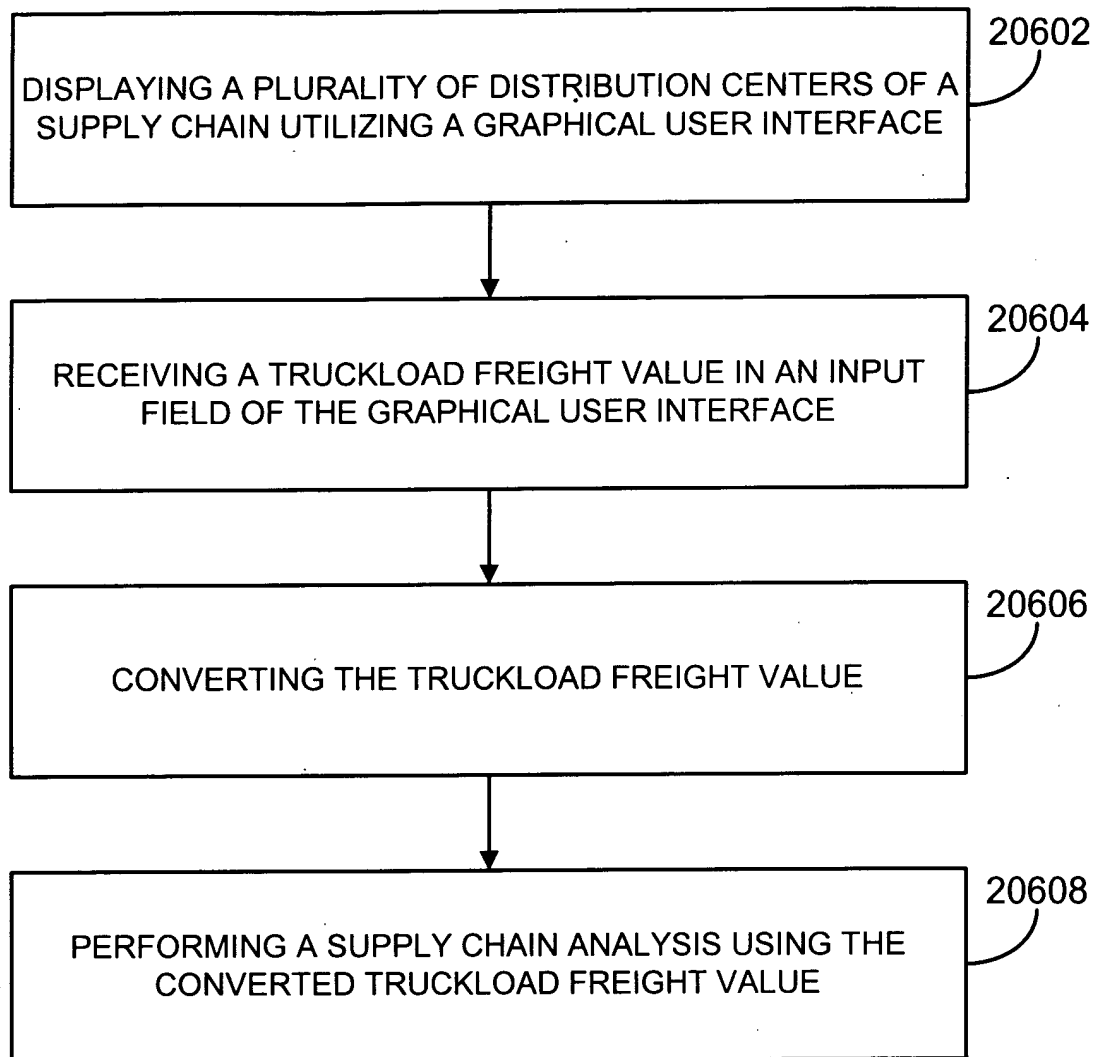 20602
DISPLAYING A PLURALITY OF DISTRIBUTION CENTERS OF A
SUPPLY CHAIN UTILIZING A GRAPHICAL USER INTERFACE
20604
RECEIVING A TRUCKLOAD FREIGHT VALUE IN AN INPUT
FIELD OF THE GRAPHICAL USER INTERFACE
20606
CONVERTING THE TRUCKLOAD FREIGHT VALUE
20608
PERFORMING A SUPPLY CHAIN ANALYSIS USING THE
CONVERTED TRUCKLOAD FREIGHT VALUE